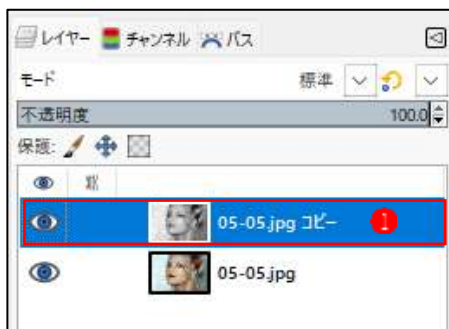 レイヤー チャンネル パス
モード 標準
不透明度 100.0
保護:
05-05.jpg コピー 1
05-05.jpg